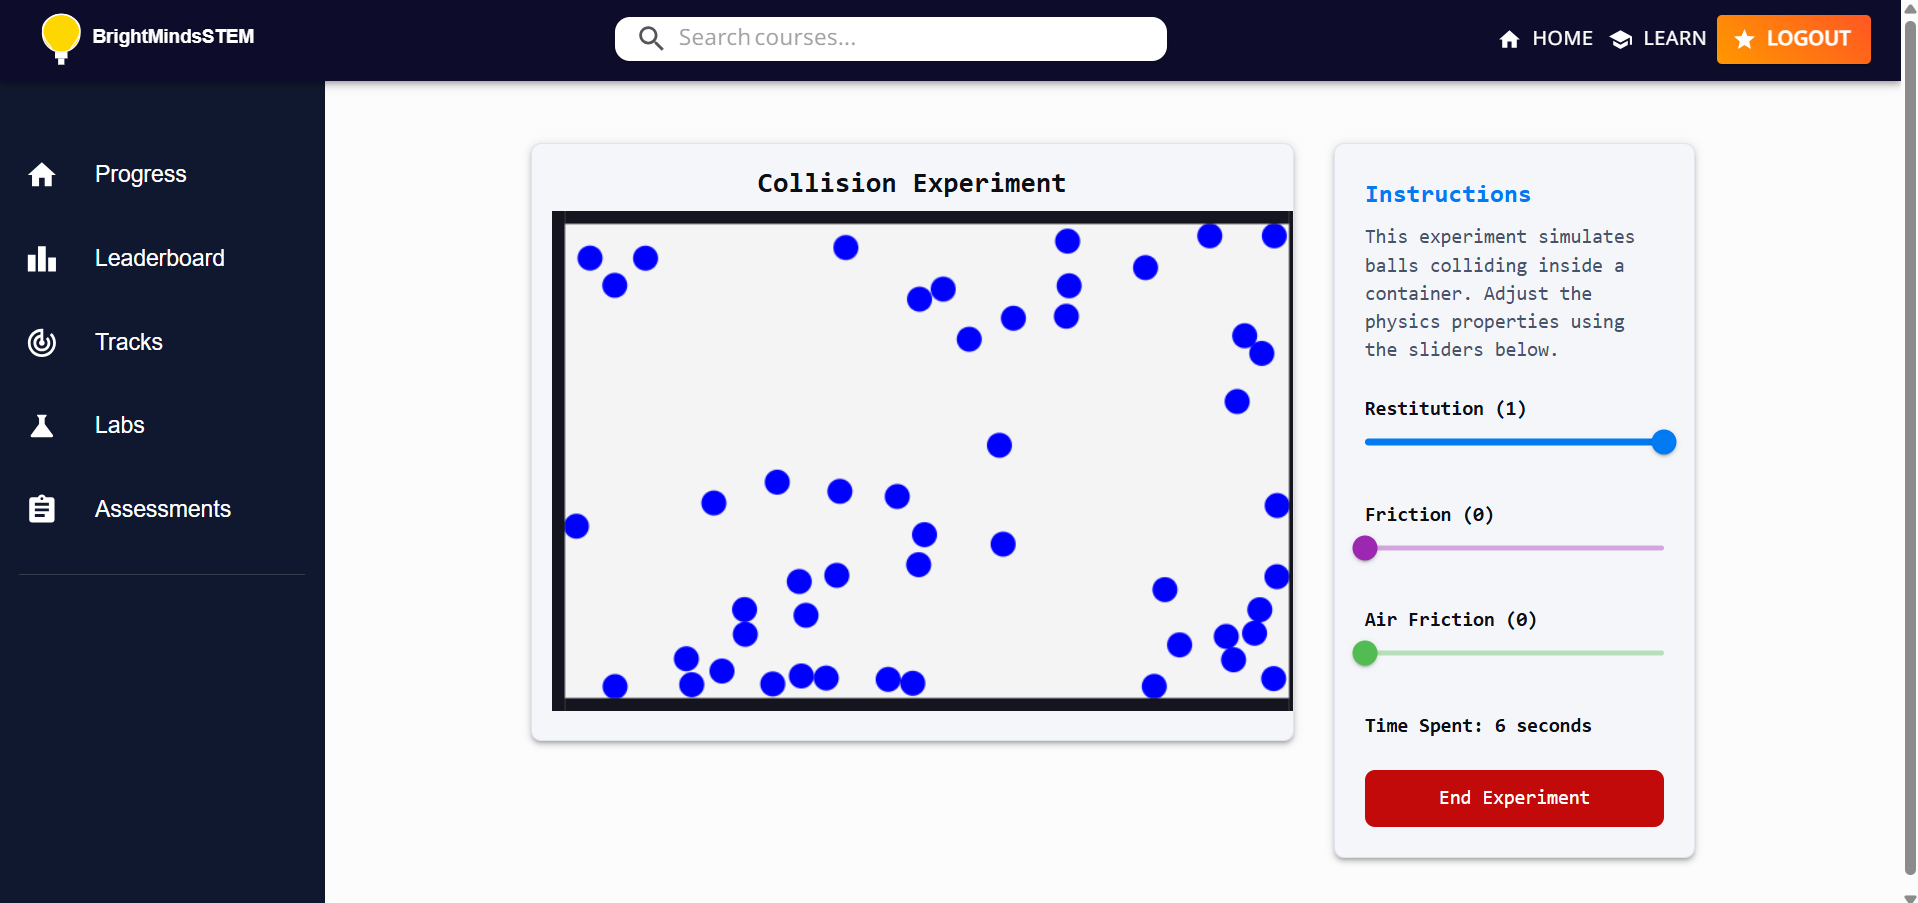 BrightMindsSTEM
Search courses...
HOME
LEARN
LOGOUT
Progress
Leaderboard
Tracks
Labs
Assessments
Collision Experiment
Instructions
This experiment simulates
balls colliding inside a
container. Adjust the
physics properties using
the sliders below.
Restitution (1)
Friction (0)
Air Friction (0)
Time Spent: 6 seconds
End Experiment